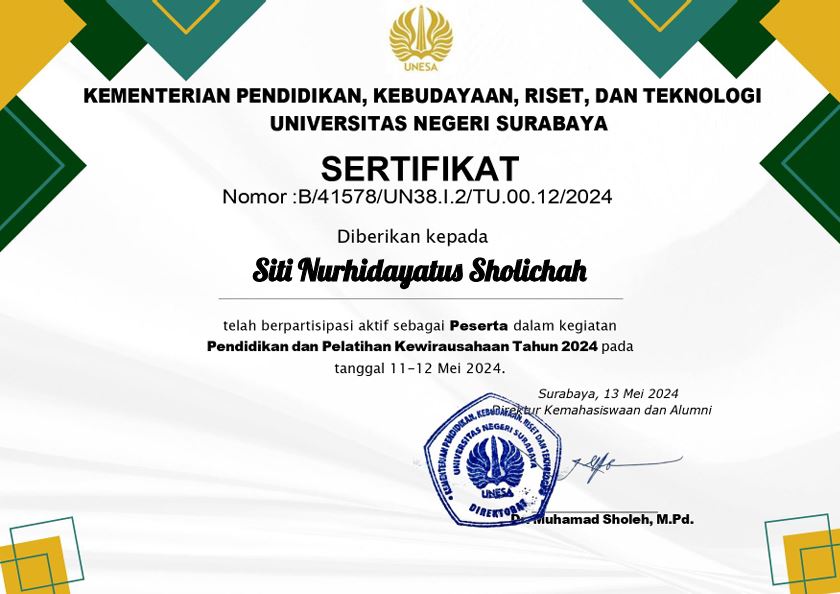 UNESA
KEMENTERIAN PENDIDIKAN, KEBUDAYAAN, RISET, DAN TEKNOLOGI
UNIVERSITAS NEGERI SURABAYA
SERTIFIKAT
Nomor :B/41578/UN38.I.2/TU.00.12/2024
Diberikan kepada
Siti Nurhidayatus Sholichah
telah berpartisipasi aktif sebagai Peserta dalam kegiatan
Pendidikan dan Pelatihan Kewirausahaan Tahun 2024 pada
tanggal 11-12 Mei 2024.
Surabaya, 13 Mei 2024
Direktur Kemahasiswaan dan Alumni
KEMENTERIAN PENDIDIKAN, KEBUDAYAAN, RISET DAN TEKNOLOGI
UNIVERSITAS NEGERI SURABAYA
UNESA
DIREKTORAT
Dr. Muhamad Sholeh, M.Pd.